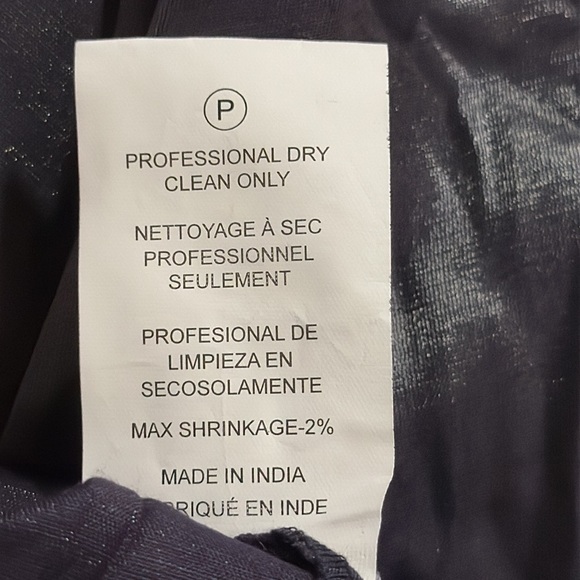 P
PROFESSIONAL DRY
CLEAN ONLY
NETTOYAGE À SEC
PROFESSIONNEL
SEULEMENT
PROFESIONAL DE
LIMPIEZA EN
SECOSOLAMENTE
MAX SHRINKAGE-2%
MADE IN INDIA
EN INDE